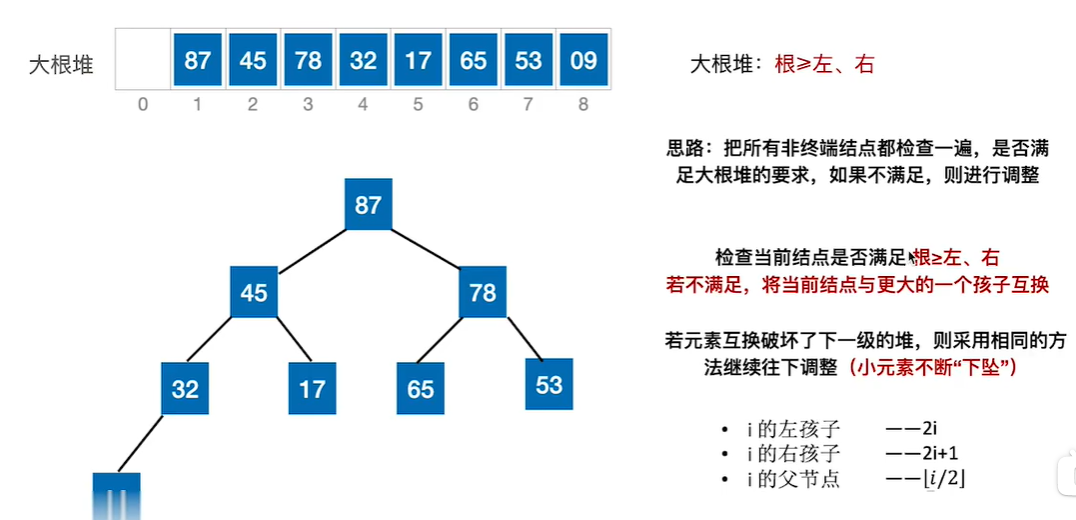 大根堆
87 45 78 32 17 65 53 09
0 1 2 3 4 5 6 7 8
大根堆：根≥左、右
思路：把所有非终端结点都检查一遍，是否满
足大根堆的要求，如果不满足，则进行调整
87
45 78
32 17 65 53
检查当前结点是否满足 根≥左、右
若不满足，将当前结点与更大的一个孩子互换
若元素互换破坏了下一级的堆，则采用相同的方
法继续往下调整（小元素不断“下坠”）
• i 的左孩子 ——2i
• i 的右孩子 ——2i+1
• i 的父节点 ——⌊i/2⌋